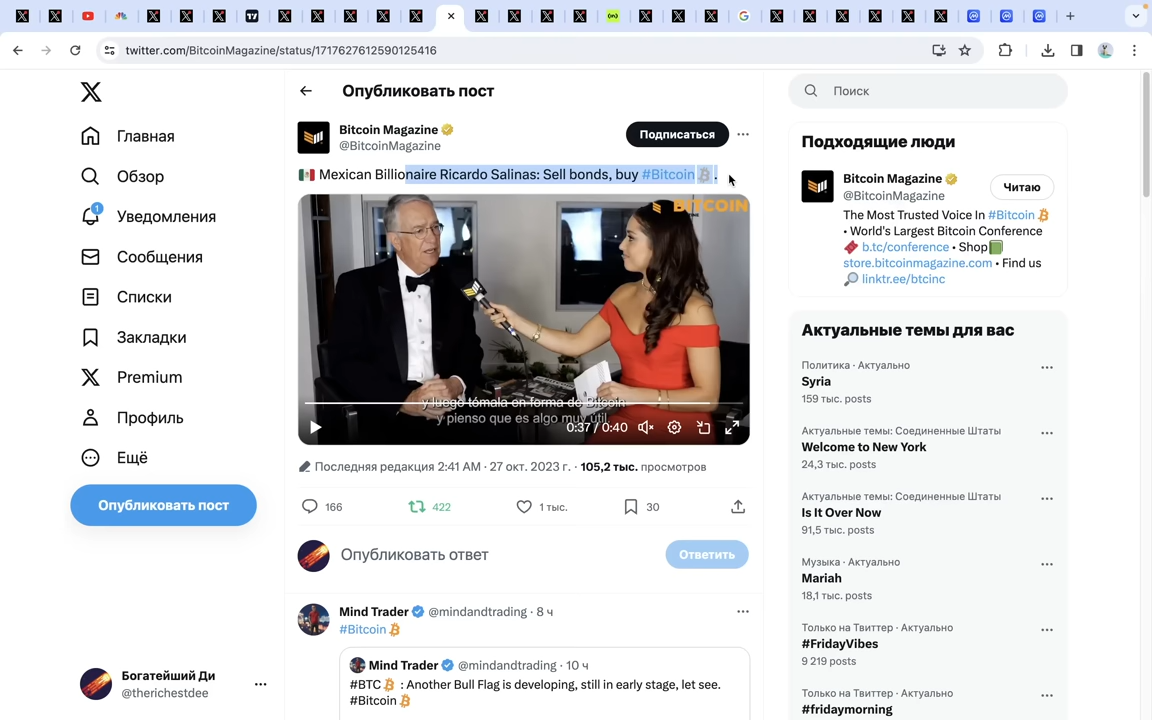 twitter.com/BitcoinMagazine/status/1717627612590125416
Главная
Обзор
1
Уведомления
Сообщения
Списки
Закладки
Premium
Профиль
Ещё
Опубликовать пост
Богатейший Ди
@therichestdee
Опубликовать пост
Bitcoin Magazine
@BitcoinMagazine
Подписаться
Mexican Billionaire Ricardo Salinas: Sell bonds, buy #Bitcoin .
BITCOIN
y luego tómala en forma de Bitcoin
y pienso que es algo muy útil
0:37 / 0:40
Последняя редакция 2:41 AM · 27 окт. 2023 г. · 105,2 тыс. просмотров
166 422 1 тыс. 30
Опубликовать ответ
Ответить
Mind Trader @mindandtrading · 8 ч
#Bitcoin
Mind Trader @mindandtrading · 10 ч
#BTC : Another Bull Flag is developing, still in early stage, let see.
#Bitcoin
Поиск
Подходящие люди
Bitcoin Magazine
@BitcoinMagazine
Читаю
The Most Trusted Voice In #Bitcoin
• World's Largest Bitcoin Conference
b.tc/conference • Shop
store.bitcoinmagazine.com • Find us
linktr.ee/btcinc
Актуальные темы для вас
Политика · Актуально
Syria
159 тыс. posts
Актуальные темы: Соединенные Штаты
Welcome to New York
24,3 тыс. posts
Актуальные темы: Соединенные Штаты
Is It Over Now
91,5 тыс. posts
Музыка · Актуально
Mariah
18,1 тыс. posts
Только на Твиттер · Актуально
#FridayVibes
9 219 posts
Только на Твиттер · Актуально
#fridaymorning